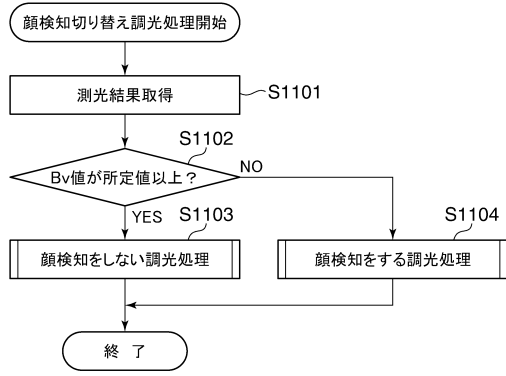 顔検知切り替え調光処理開始
測光結果取得
S1101
S1102
Bv値が所定値以上？
NO
YES
S1103
S1104
顔検知をしない調光処理
顔検知をする調光処理
終 了